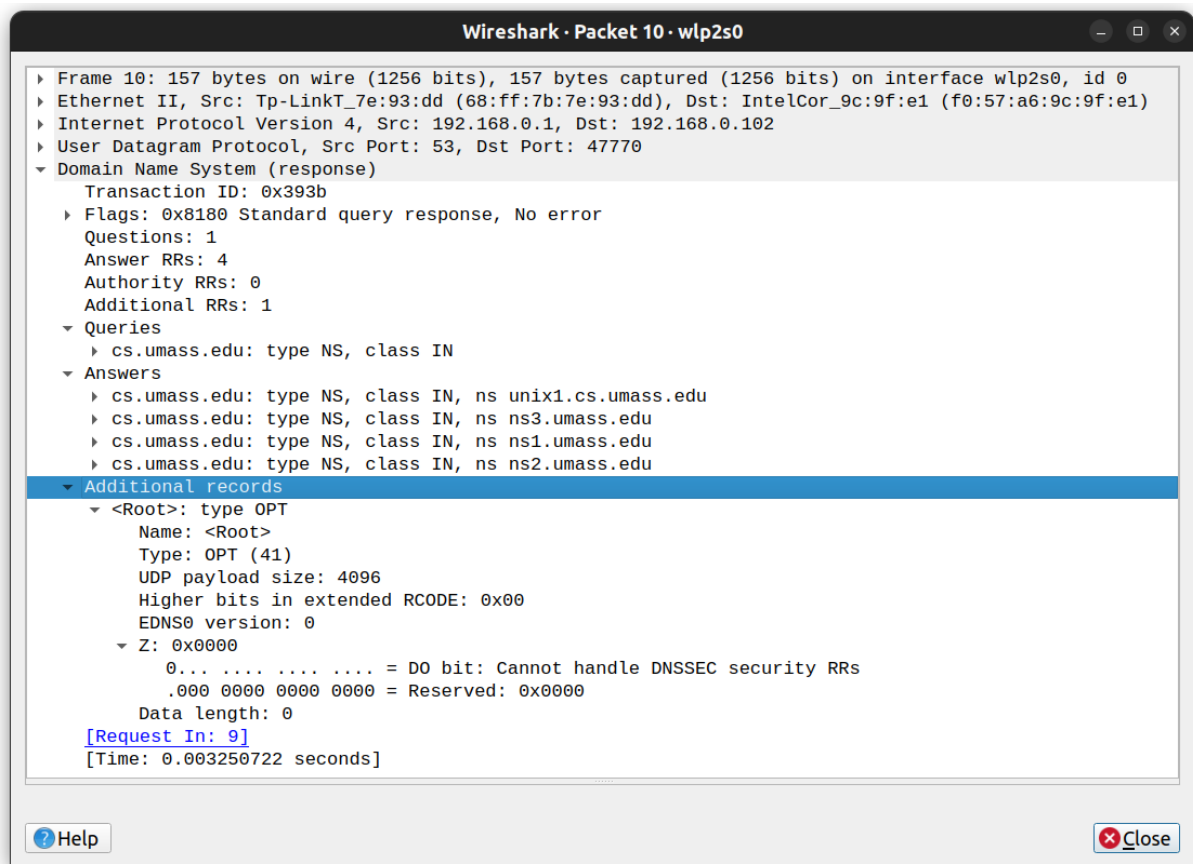 Wireshark · Packet 10 · wlp2s0
Frame 10: 157 bytes on wire (1256 bits), 157 bytes captured (1256 bits) on interface wlp2s0, id 0
Ethernet II, Src: Tp-LinkT_7e:93:dd (68:ff:7b:7e:93:dd), Dst: IntelCor_9c:9f:e1 (f0:57:a6:9c:9f:e1)
Internet Protocol Version 4, Src: 192.168.0.1, Dst: 192.168.0.102
User Datagram Protocol, Src Port: 53, Dst Port: 47770
Domain Name System (response)
Transaction ID: 0x393b
Flags: 0x8180 Standard query response, No error
Questions: 1
Answer RRs: 4
Authority RRs: 0
Additional RRs: 1
Queries
cs.umass.edu: type NS, class IN
Answers
cs.umass.edu: type NS, class IN, ns unix1.cs.umass.edu
cs.umass.edu: type NS, class IN, ns ns3.umass.edu
cs.umass.edu: type NS, class IN, ns ns1.umass.edu
cs.umass.edu: type NS, class IN, ns ns2.umass.edu
Additional records
<Root>: type OPT
Name: <Root>
Type: OPT (41)
UDP payload size: 4096
Higher bits in extended RCODE: 0x00
EDNS0 version: 0
Z: 0x0000
0... .... .... .... = DO bit: Cannot handle DNSSEC security RRs
.000 0000 0000 0000 = Reserved: 0x0000
Data length: 0
[Request In: 9]
[Time: 0.003250722 seconds]
Help
Close